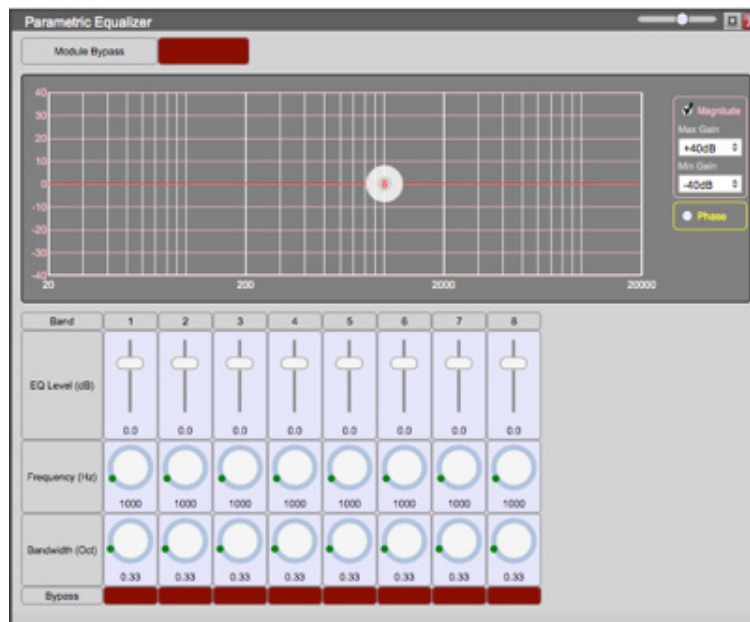 Parametric Equalizer
Module Bypass
40
30
20
10
0
-10
-20
-30
-40
20 200 2000 20000
8
Magnitude
Max Gain
+40dB
Min Gain
-40dB
Phase
Band 1 2 3 4 5 6 7 8
EQ Level (dB)
0.0 0.0 0.0 0.0 0.0 0.0 0.0 0.0
Frequency (Hz)
1000 1000 1000 1000 1000 1000 1000 1000
Bandwidth (Oct)
0.33 0.33 0.33 0.33 0.33 0.33 0.33 0.33
Bypass